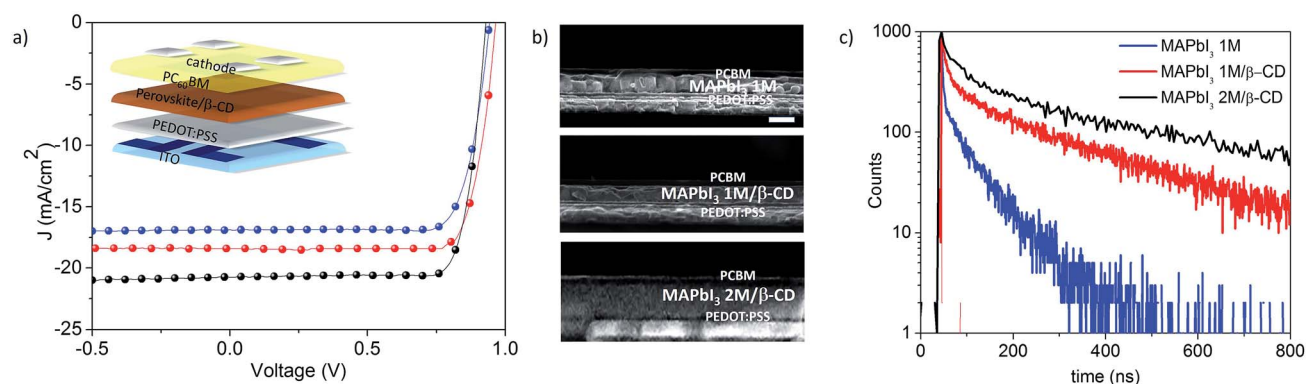 a)
0
-5
-10
-15
-20
-25
J (mA/cm²)
-0.5
0.0
0.5
1.0
Voltage (V)
cathode
PC₆₀BM
Perovskite/β-CD
PEDOT:PSS
ITO
b)
PCBM
MAPbI₃ 1M
PEDOT:PSS
PCBM
MAPbI₃ 1M/β-CD
PEDOT:PSS
PCBM
MAPbI₃ 2M/β-CD
PEDOT:PSS
c)
1000
100
10
1
Counts
MAPbI₃ 1M
MAPbI₃ 1M/β–CD
MAPbI₃ 2M/β–CD
0
200
400
600
800
time (ns)